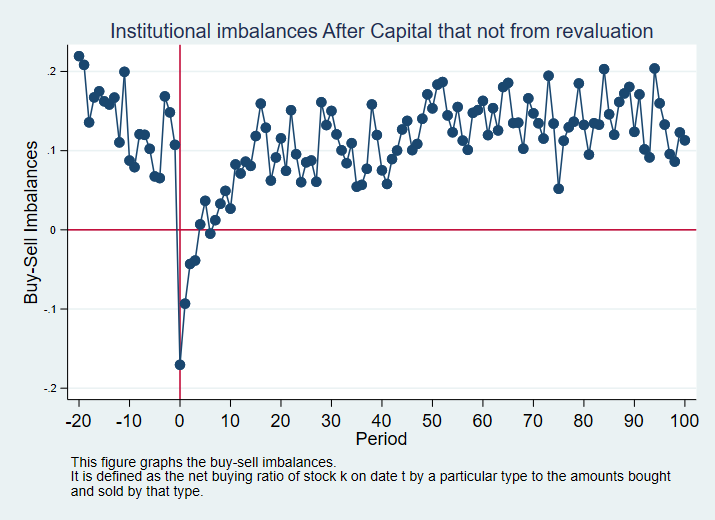 Institutional imbalances After Capital that not from revaluation
Buy-Sell Imbalances
.2
.1
0
-.1
-.2
-20 -10 0 10 20 30 40 50 60 70 80 90 100
Period
This figure graphs the buy-sell imbalances.
It is defined as the net buying ratio of stock k on date t by a particular type to the amounts bought
and sold by that type.